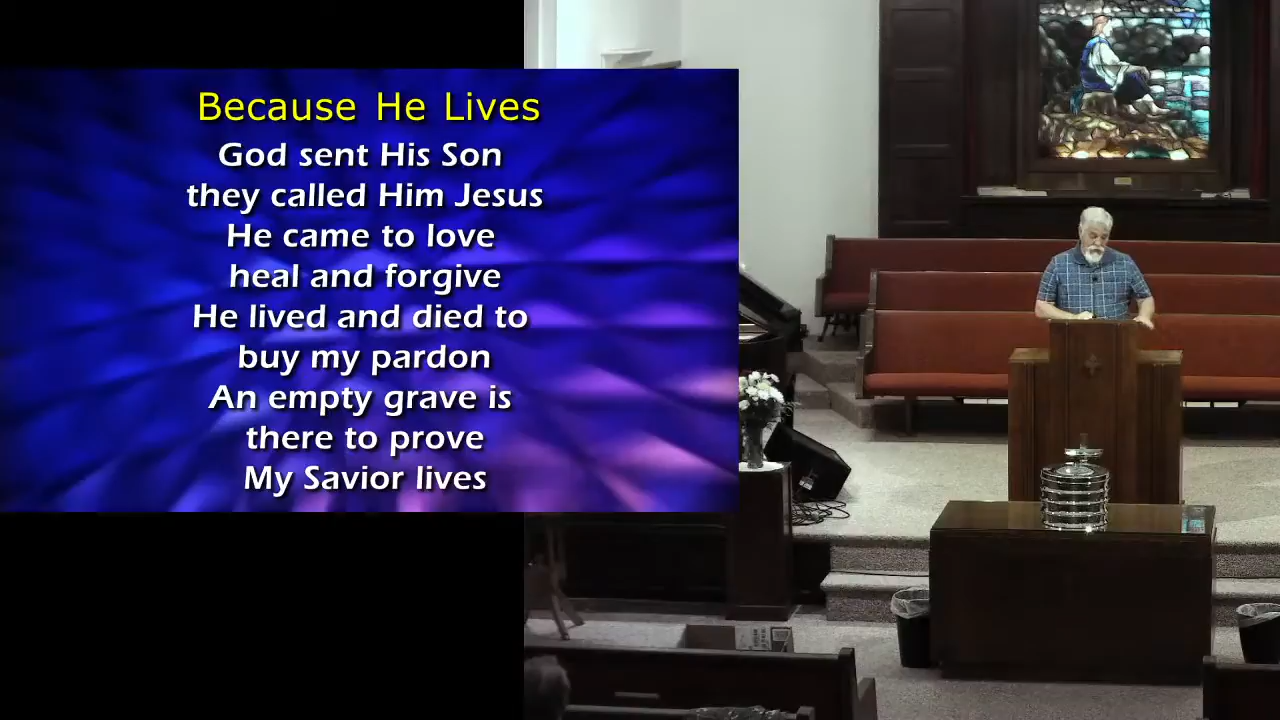 Because He Lives
God sent His Son
they called Him Jesus
He came to love
heal and forgive
He lived and died to
buy my pardon
An empty grave is
there to prove
My Savior lives